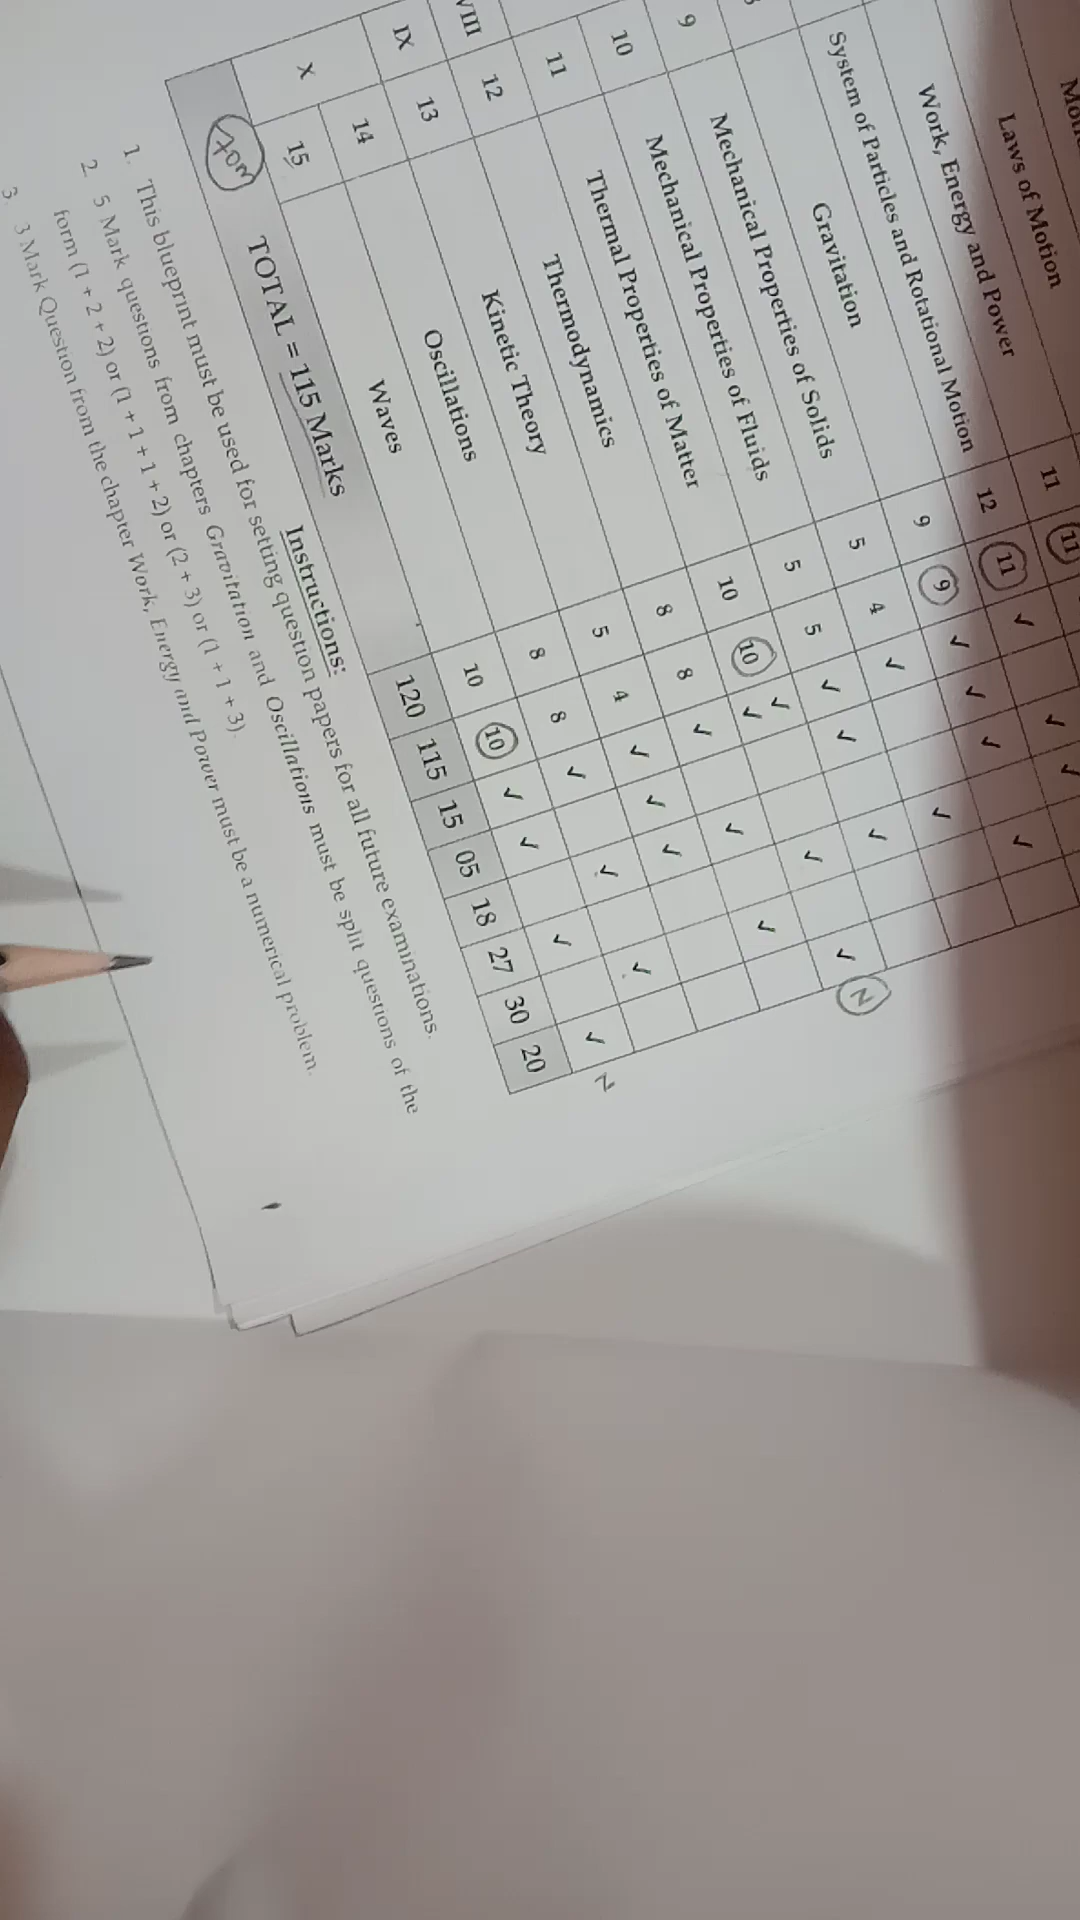 Laws of Motion
Work, Energy and Power 11 11
System of Particles and Rotational Motion 12 11 ✓ ✓ ✓
Gravitation 9 9 ✓ ✓ ✓ ✓
9 Mechanical Properties of Solids 5 4 ✓ ✓
10 Mechanical Properties of Fluids 5 5 ✓ ✓ ✓
11 Thermal Properties of Matter 10 10 ✓ ✓ ✓ ✓ N
VIII 12 Thermodynamics 8 8 ✓ ✓ ✓
IX 13 Kinetic Theory 5 4 ✓ ✓ ✓
X 14 Oscillations 8 8 ✓ ✓ ✓
15 Waves 10 10 ✓ ✓ ✓ ✓ N
TOTAL = 115 Marks 120 115 15 05 18 27 30 20
Instructions:
1. This blueprint must be used for setting question papers for all future examinations.
2 5 Mark questions from chapters Gravitation and Oscillations must be split questions of the
form (1 + 2 + 2) or (1 + 1 + 1 + 2) or (2 + 3) or (1 + 1 + 3).
3. 3 Mark Question from the chapter Work, Energy and Power must be a numerical problem.